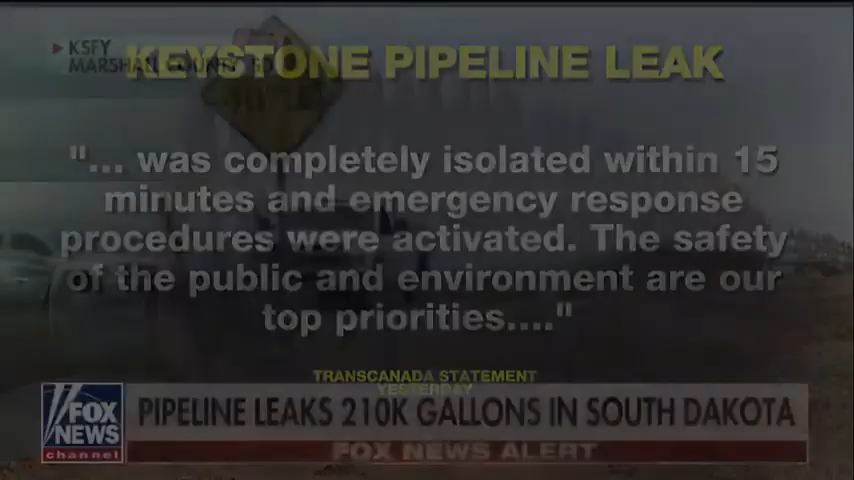 KSFY
MARSHALL COUNTY, SD
KEYSTONE PIPELINE LEAK
"... was completely isolated within 15
minutes and emergency response
procedures were activated. The safety
of the public and environment are our
top priorities...."
TRANSCANADA STATEMENT
YESTERDAY
FOX
NEWS
channel
PIPELINE LEAKS 210K GALLONS IN SOUTH DAKOTA
FOX NEWS ALERT